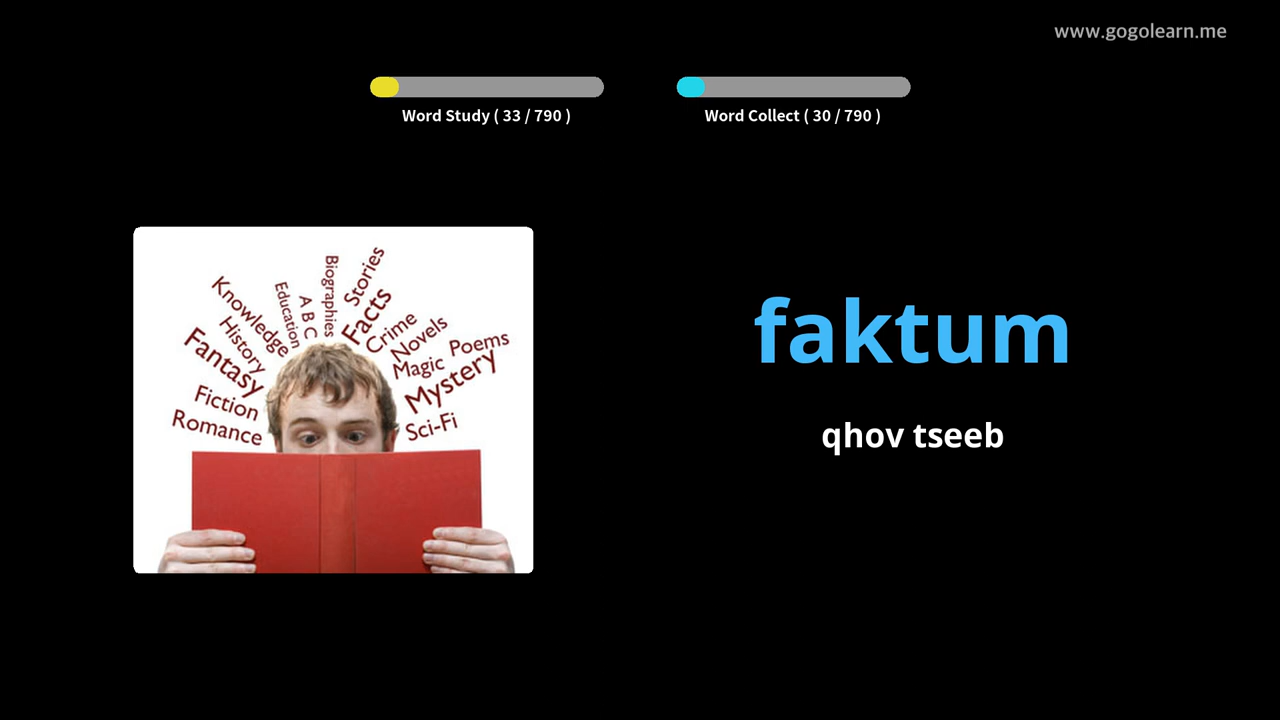 www.gogolearn.me
Word Study ( 33 / 790 )
Word Collect ( 30 / 790 )
Biographies
Stories
Education
A B C
Facts
Knowledge
Crime
History
Novels
Poems
Fantasy
Magic
Mystery
Fiction
Romance
Sci-Fi
faktum
qhov tseeb